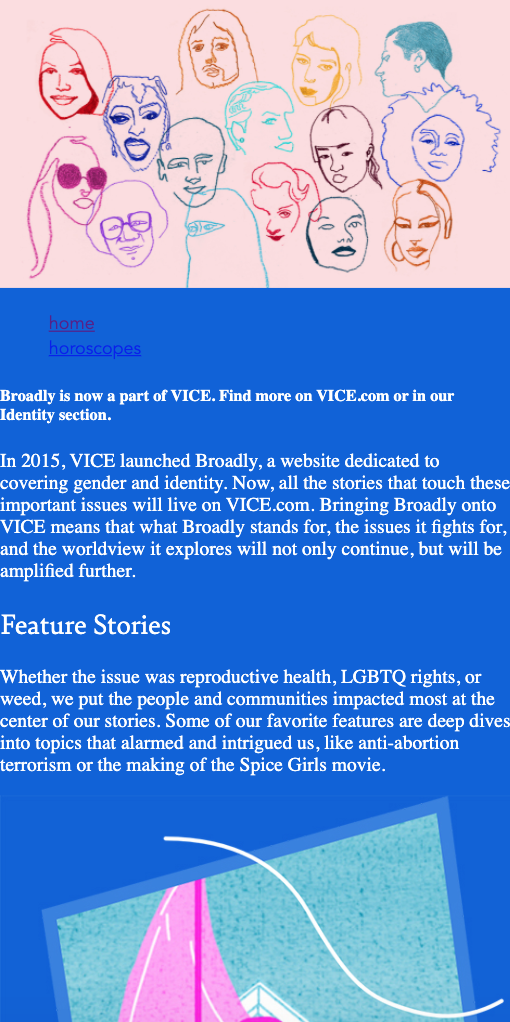 home
horoscopes
Broadly is now a part of VICE. Find more on VICE.com or in our
Identity section.
In 2015, VICE launched Broadly, a website dedicated to
covering gender and identity. Now, all the stories that touch these
important issues will live on VICE.com. Bringing Broadly onto
VICE means that what Broadly stands for, the issues it fights for,
and the worldview it explores will not only continue, but will be
amplified further.
Feature Stories
Whether the issue was reproductive health, LGBTQ rights, or
weed, we put the people and communities impacted most at the
center of our stories. Some of our favorite features are deep dives
into topics that alarmed and intrigued us, like anti-abortion
terrorism or the making of the Spice Girls movie.